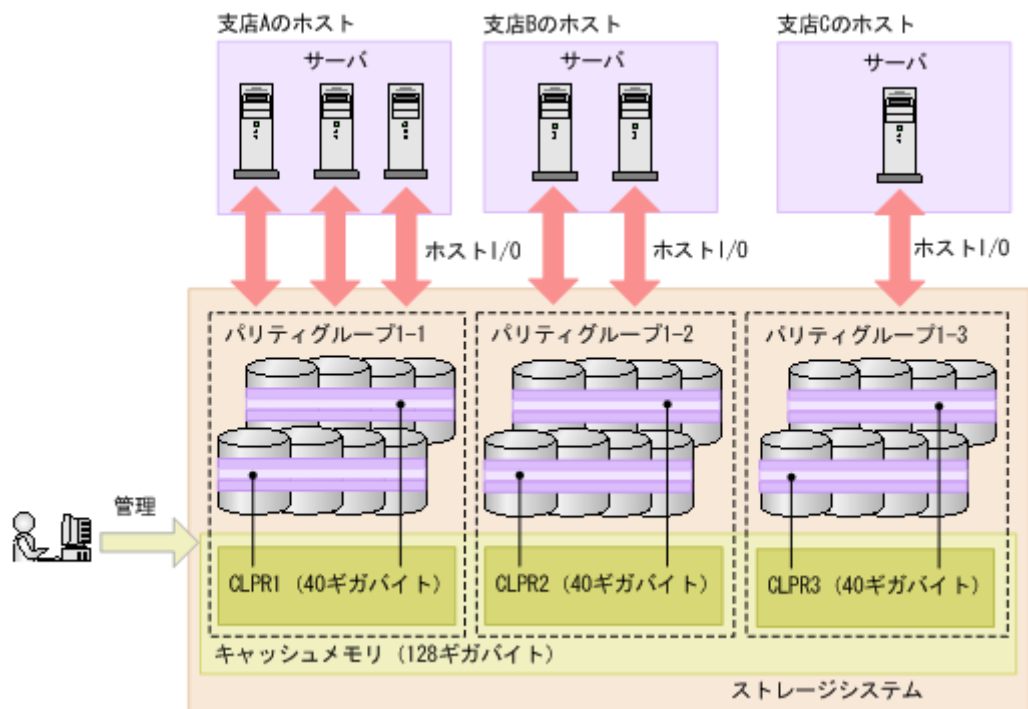 支店Aのホスト
支店Bのホスト
支店Cのホスト
サーバ
サーバ
サーバ
ホストI/O
ホストI/O
ホストI/O
パリティグループ1-1
パリティグループ1-2
パリティグループ1-3
管理
CLPR1 (40ギガバイト)
CLPR2 (40ギガバイト)
CLPR3 (40ギガバイト)
キャッシュメモリ (128ギガバイト)
ストレージシステム